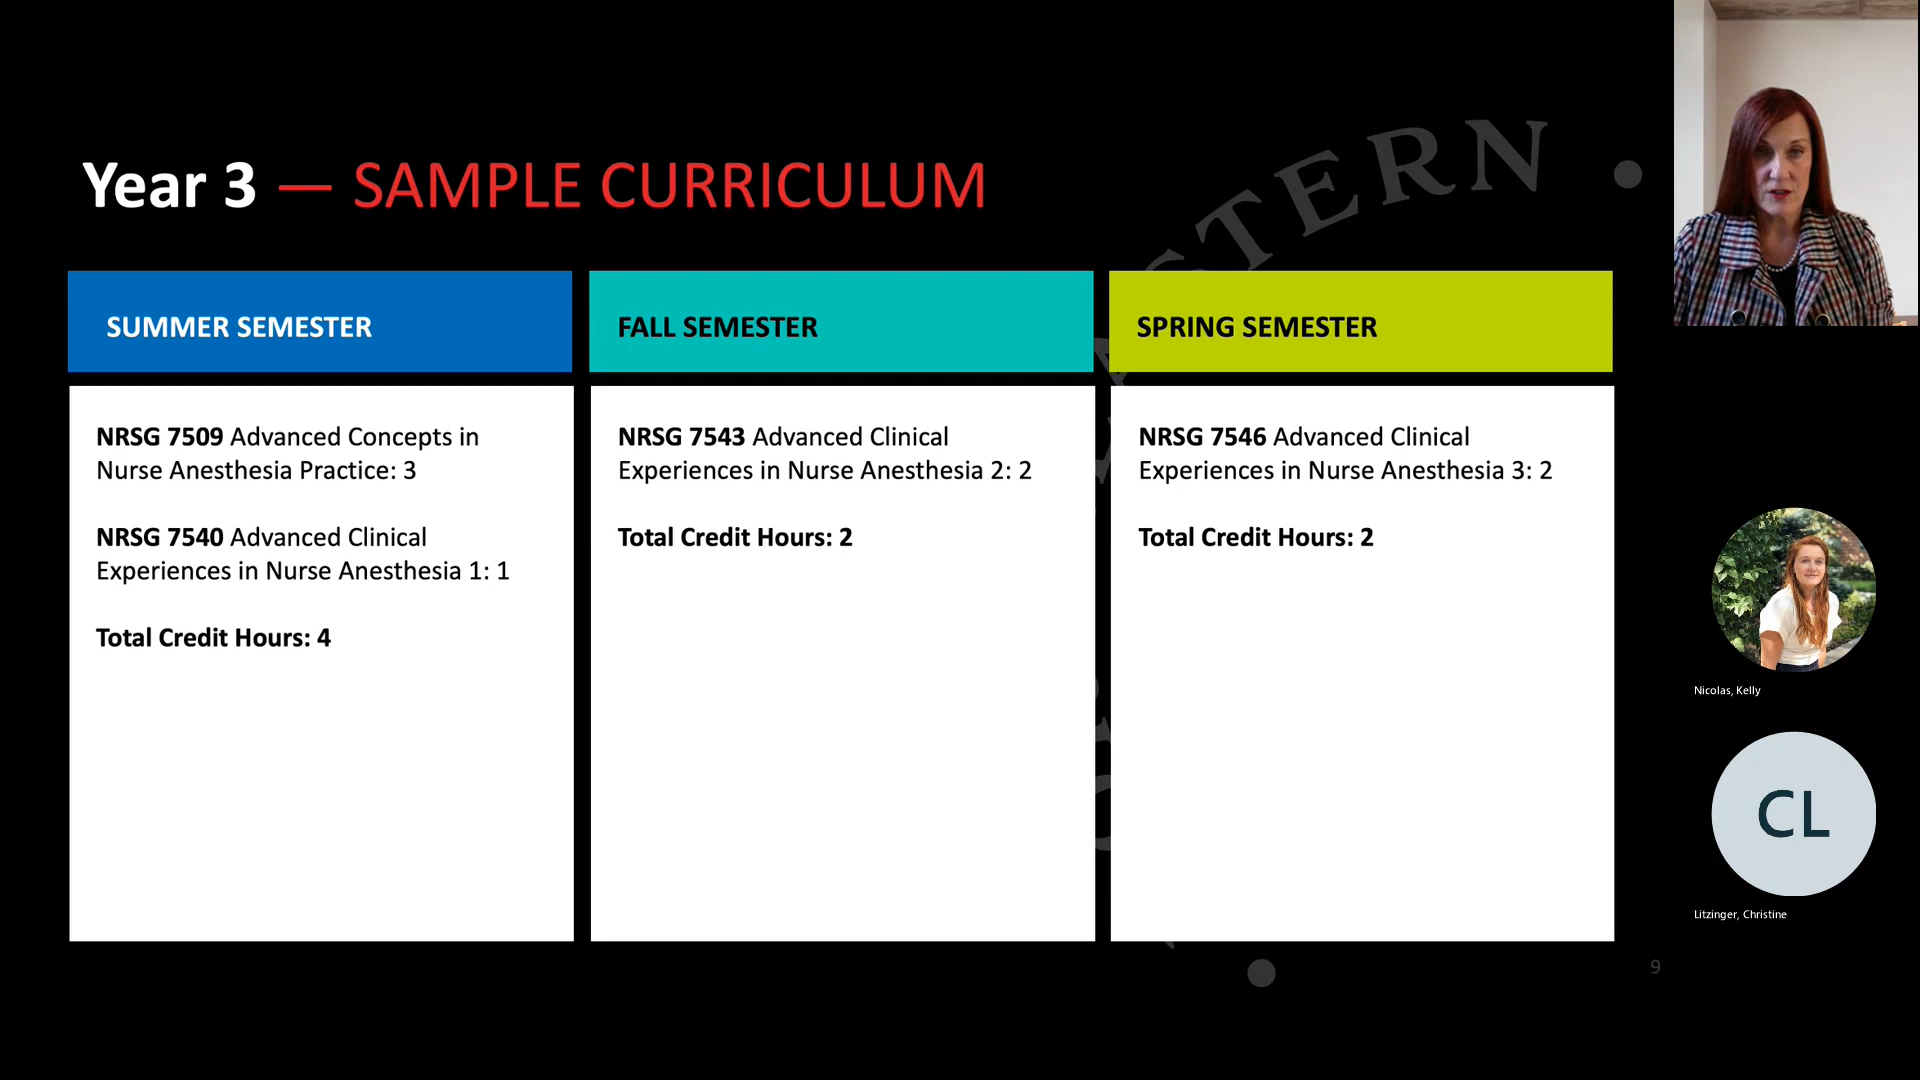 Year 3 — SAMPLE CURRICULUM
SUMMER SEMESTER
NRSG 7509 Advanced Concepts in
Nurse Anesthesia Practice: 3
NRSG 7540 Advanced Clinical
Experiences in Nurse Anesthesia 1: 1
Total Credit Hours: 4
FALL SEMESTER
NRSG 7543 Advanced Clinical
Experiences in Nurse Anesthesia 2: 2
Total Credit Hours: 2
SPRING SEMESTER
NRSG 7546 Advanced Clinical
Experiences in Nurse Anesthesia 3: 2
Total Credit Hours: 2
Nicolas, Kelly
CL
Litzinger, Christine
9